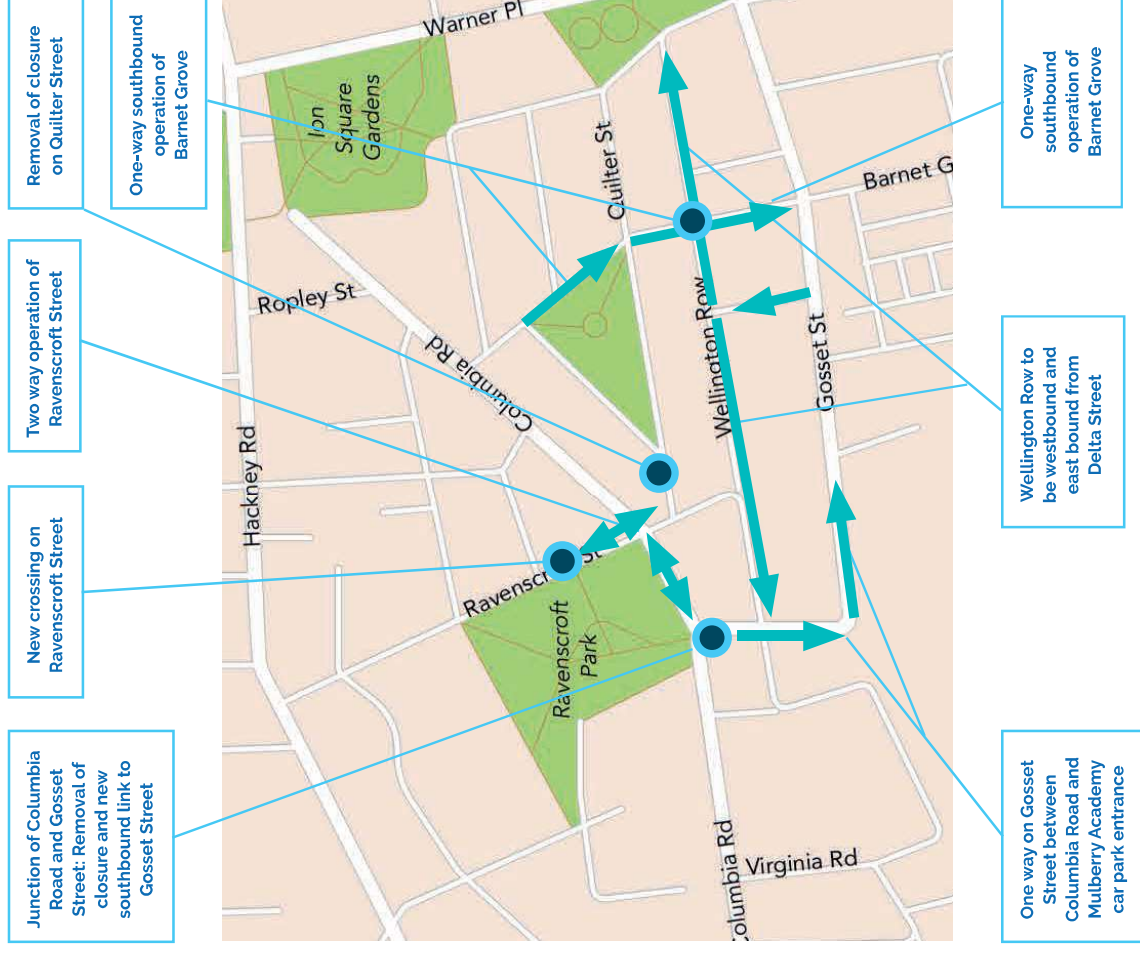 Junction of Columbia
Road and Gosset
Street: Removal of
closure and new
southbound link to
Gosset Street
New crossing on
Ravenscroft Street
Two way operation of
Ravenscroft Street
Removal of closure
on Quilter Street
One-way southbound
operation of
Barnet Grove
Hackney Rd
Ropley St
Ion
Square
Gardens
Warner Pl
Columbia Rd
Quilter St
Ravenscr
St
Ravenscroft
Park
Wellington Row
Gosset St
Barnet G
olumbia Rd
Virginia Rd
One way on Gosset
Street between
Columbia Road and
Mulberry Academy
car park entrance
Wellington Row to
be westbound and
east bound from
Delta Street
One-way
southbound
operation of
Barnet Grove